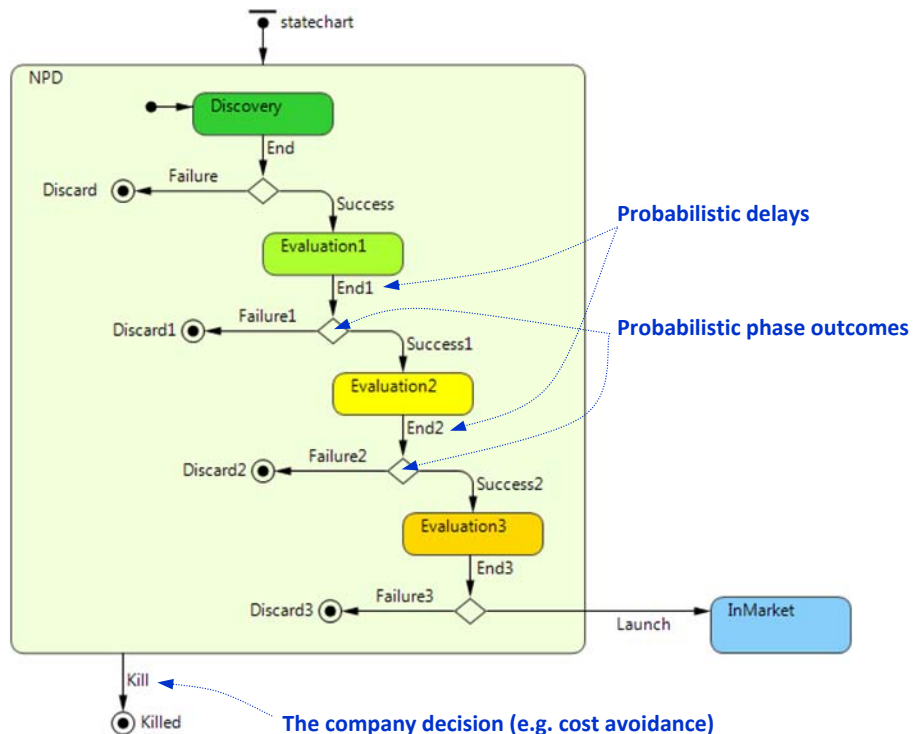 statechart
NPD
Discovery
End
Failure
Discard
Success
Probabilistic delays
Evaluation1
End1
Failure1
Discard1
Probabilistic phase outcomes
Success1
Evaluation2
End2
Failure2
Discard2
Success2
Evaluation3
End3
Failure3
Discard3
Launch
InMarket
Kill
Killed
The company decision (e.g. cost avoidance)